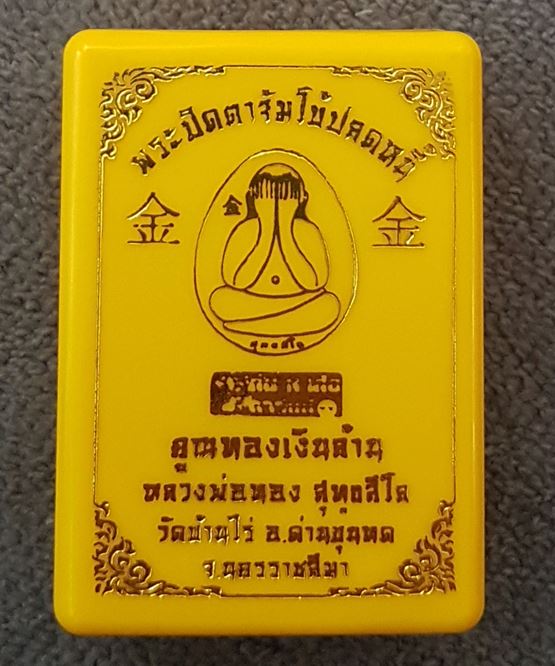 พระปิดตาจัมโบ้ปลดหนี้
金 金
金
สุทฺธสีโล
คูณทองเงินล้าน
หลวงพ่อทอง สุทฺธสีโล
วัดบ้านไร่ อ.ด่านขุนทด
จ.นครราชสีมา